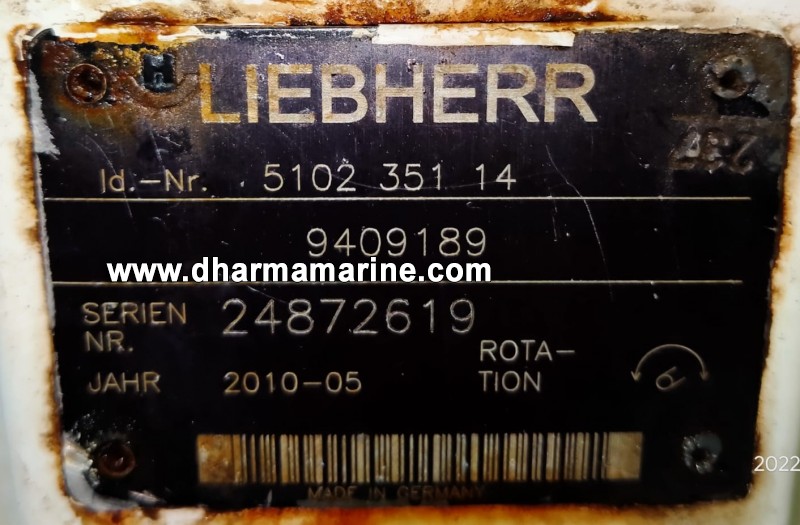 LIEBHERR
237
Id.-Nr. 5102 351 14
9409189
www.dharmamarine.com
SERIEN NR. 24872619
JAHR 2010-05
ROTA-
TION
MADE IN GERMANY
2022